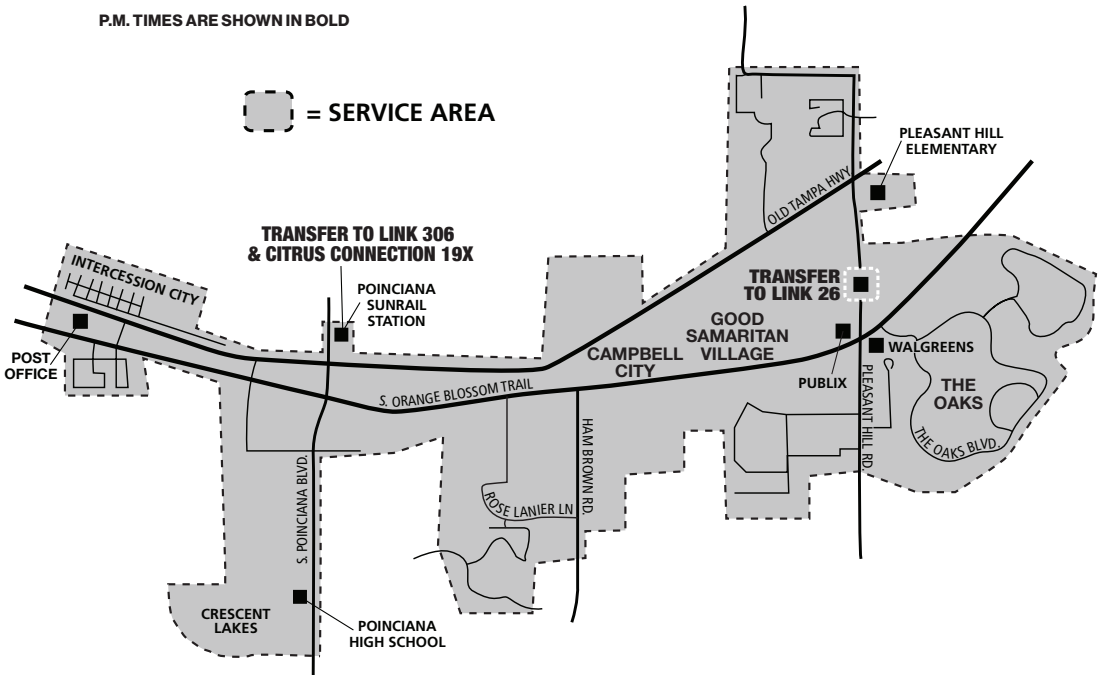 P.M. TIMES ARE SHOWN IN BOLD
= SERVICE AREA
PLEASANT HILL
ELEMENTARY
OLD TAMPA HWY
TRANSFER TO LINK 306
& CITRUS CONNECTION 19X
INTERCESSION CITY
POINCIANA
SUNRAIL
STATION
TRANSFER
TO LINK 26
GOOD
SAMARITAN
VILLAGE
POST
OFFICE
CAMPBELL
CITY
WALGREENS
PUBLIX
S. ORANGE BLOSSOM TRAIL
THE
OAKS
PLEASANT HILL RD.
THE OAKS BLVD.
HAM BROWN RD.
S. POINCIANA BLVD.
ROSE LANIER LN
CRESCENT
LAKES
POINCIANA
HIGH SCHOOL